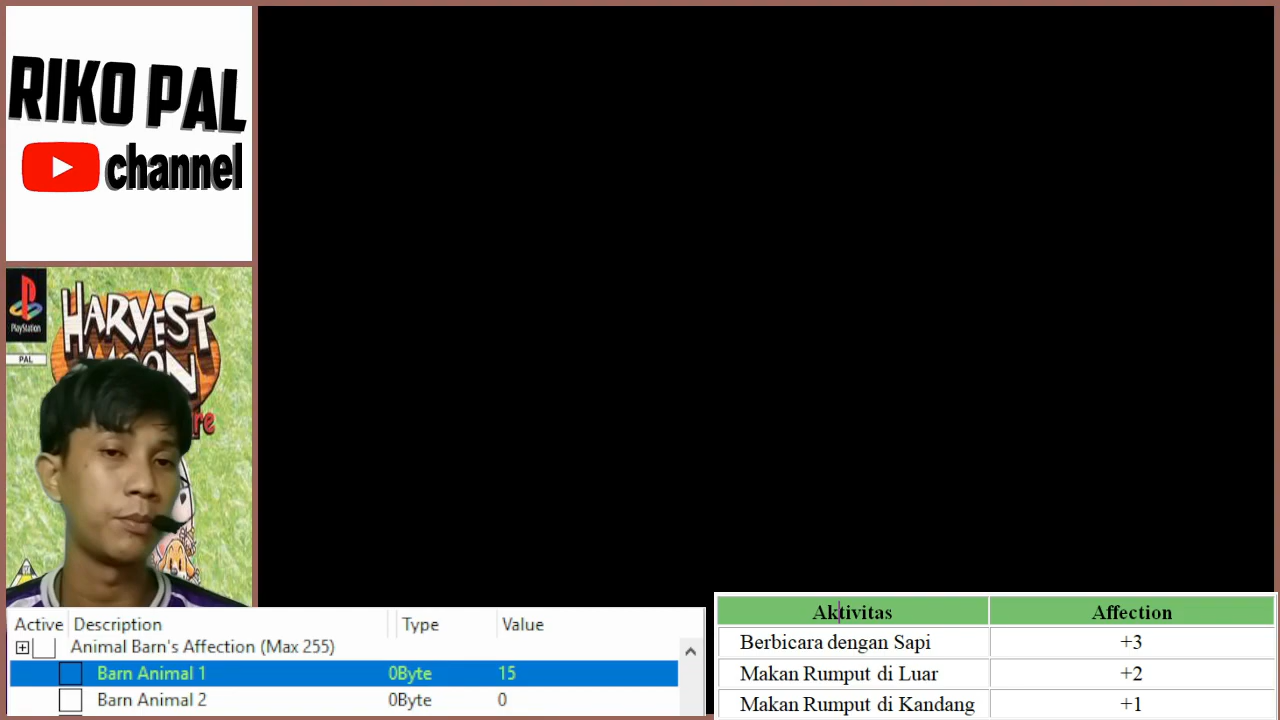 RIKO PAL
channel
PlayStation
PAL
HARVEST
MOON
re
Active Description Type Value
Animal Barn's Affection (Max 255)
Barn Animal 1 0Byte 15
Barn Animal 2 0Byte 0
Aktivitas Affection
Berbicara dengan Sapi +3
Makan Rumput di Luar +2
Makan Rumput di Kandang +1